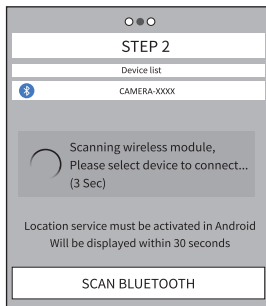 STEP 2
Device list
CAMERA-XXXX
Scanning wireless module,
Please select device to connect...
(3 Sec)
Location service must be activated in Android
Will be displayed within 30 seconds
SCAN BLUETOOTH